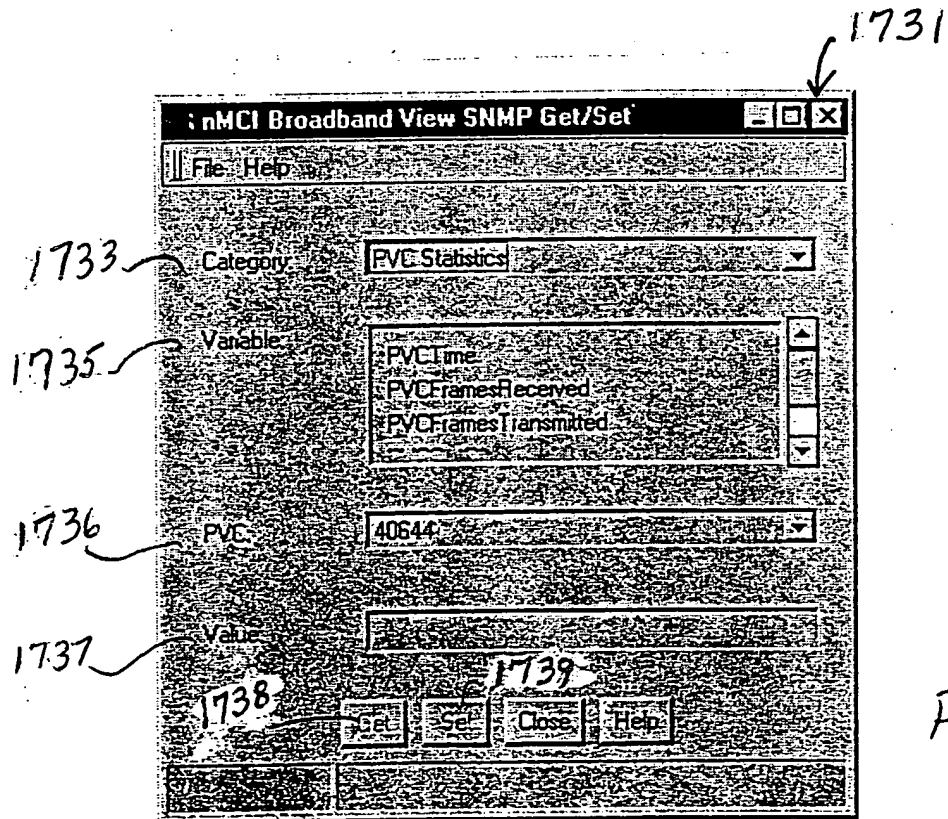 1731
nMCI Broadband View SNMP Get/Set
File Help
1733 Category PVC Statistics
1735 Variable
PVCTime
PVCFramesReceived
PVCFramesTransmitted
1736 PVC 40644
1737 Value
1738 1739
Get Set Close Help